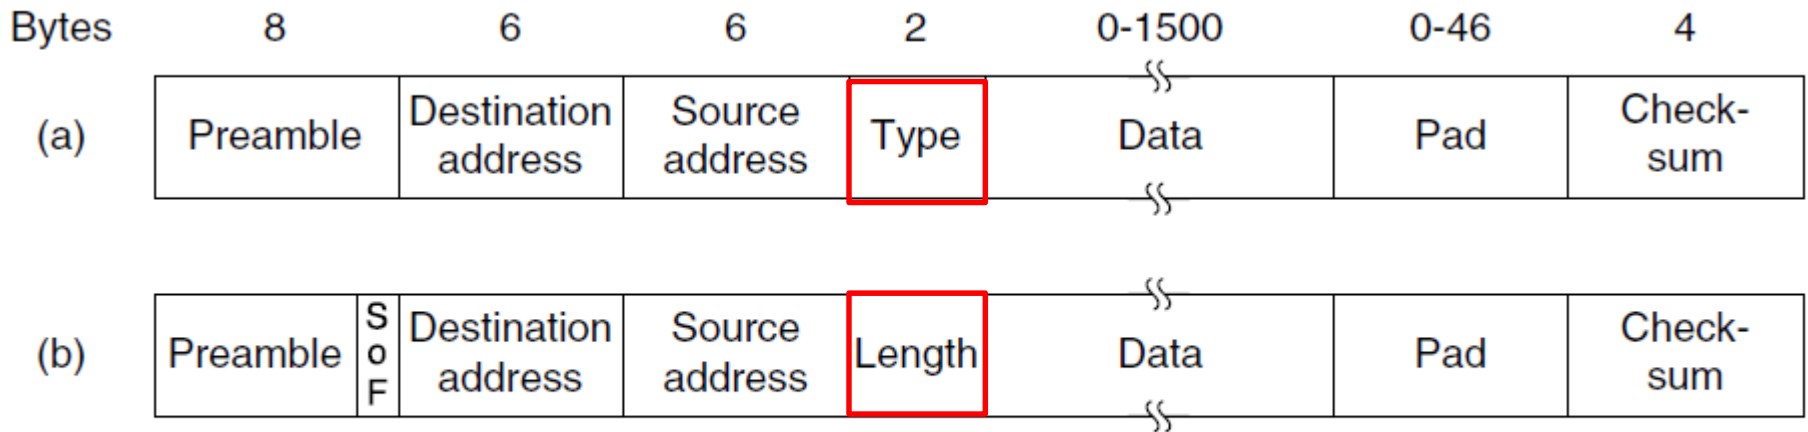 Bytes 8 6 6 2 0-1500 0-46 4
(a) Preamble Destination address Source address Type Data Pad Check-sum
(b) Preamble SoF Destination address Source address Length Data Pad Check-sum